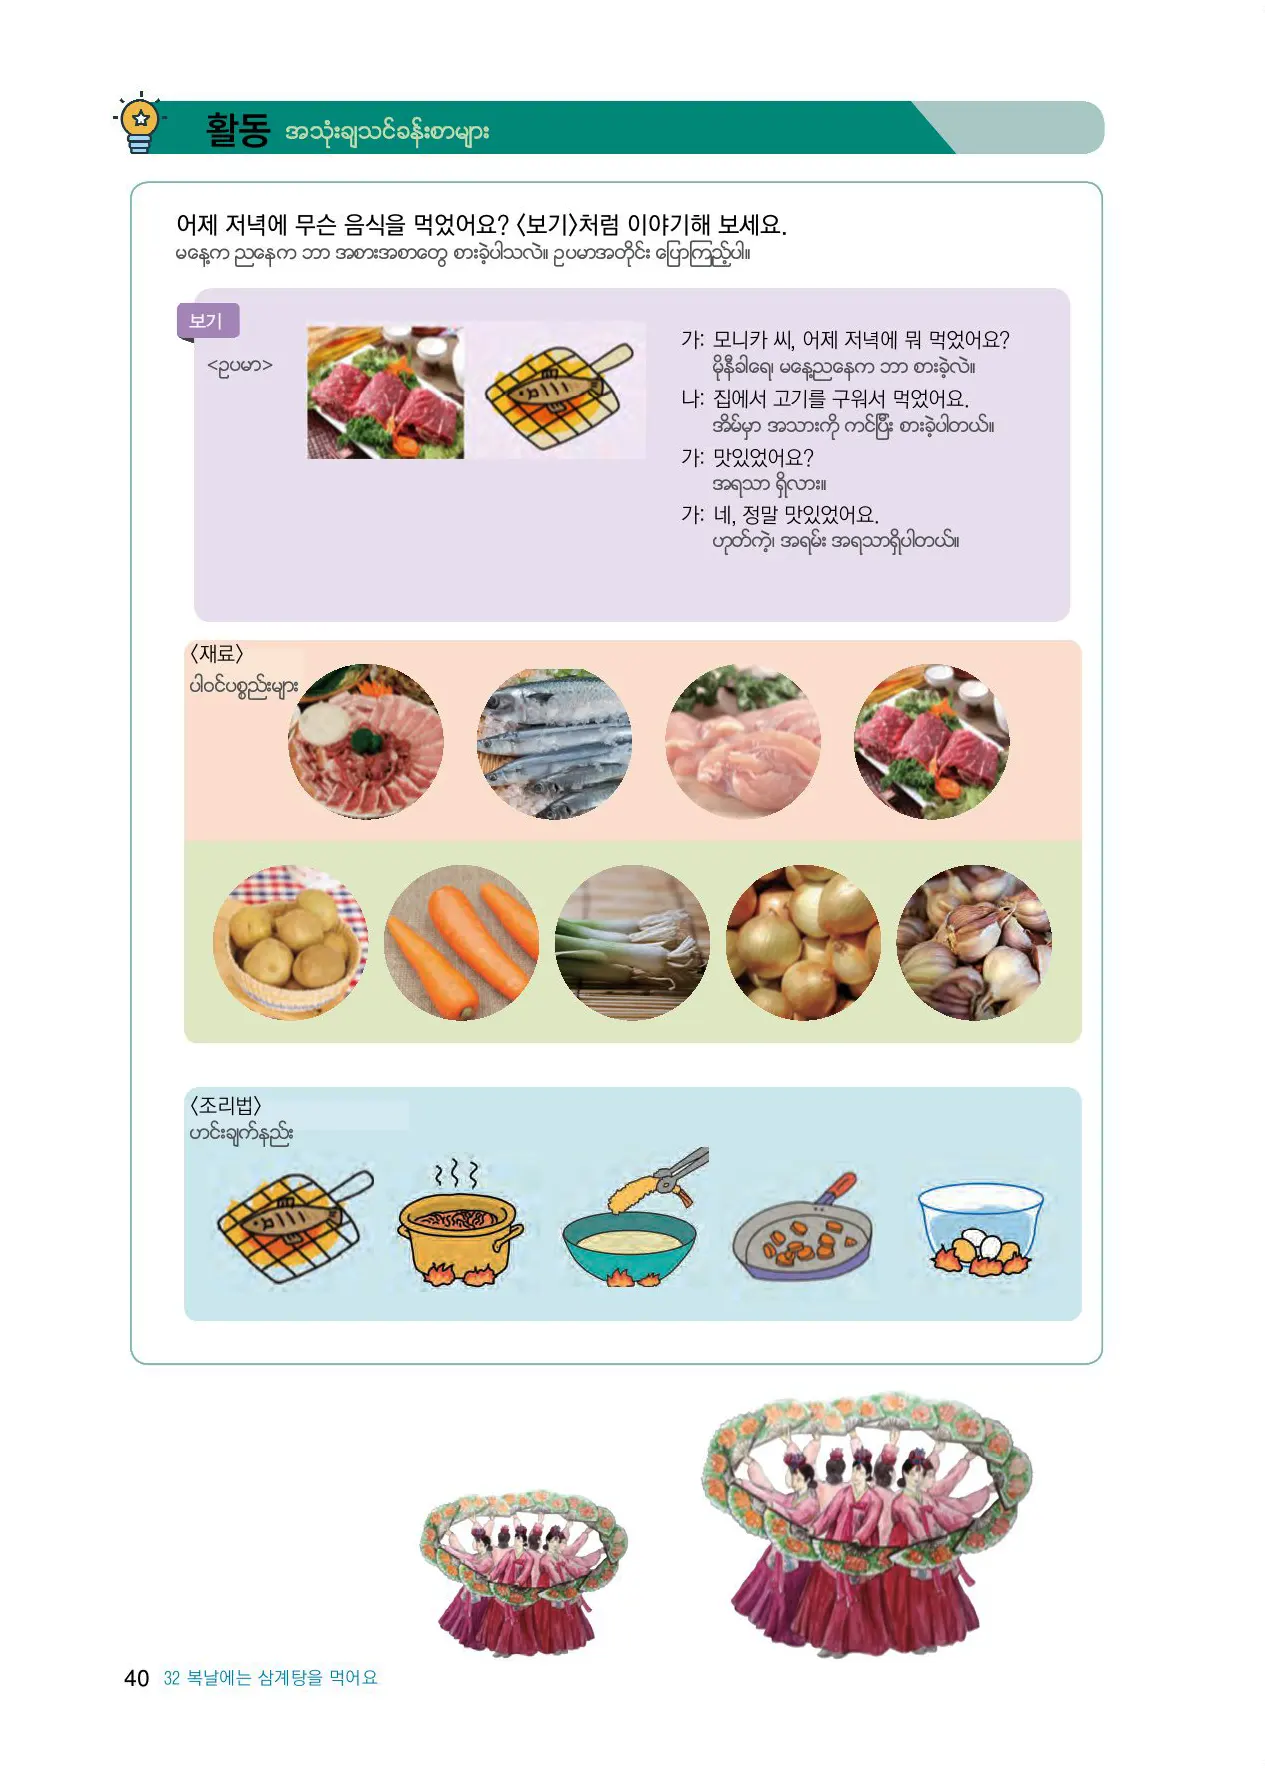 활동 အသုံးချသင်ခန်းစာများ
어제 저녁에 무슨 음식을 먹었어요? 〈보기〉처럼 이야기해 보세요.
မနေ့က ညနေက ဘာ အစားအစာတွေ စားခဲ့ပါသလဲ။ ဥပမာအတိုင်း ပြောကြည့်ပါ။
보기
<ဥပမာ>
가: 모니카 씨, 어제 저녁에 뭐 먹었어요?
မိုနီခါရေ၊ မနေ့ညနေက ဘာ စားခဲ့လဲ။
나: 집에서 고기를 구워서 먹었어요.
အိမ်မှာ အသားကို ကင်ပြီး စားခဲ့ပါတယ်။
가: 맛있었어요?
အရသာ ရှိလား။
가: 네, 정말 맛있었어요.
ဟုတ်ကဲ့၊ အရမ်း အရသာရှိပါတယ်။
〈재료〉
ပါဝင်ပစ္စည်းများ
〈조리법〉
ဟင်းချက်နည်း
40 32 복날에는 삼계탕을 먹어요